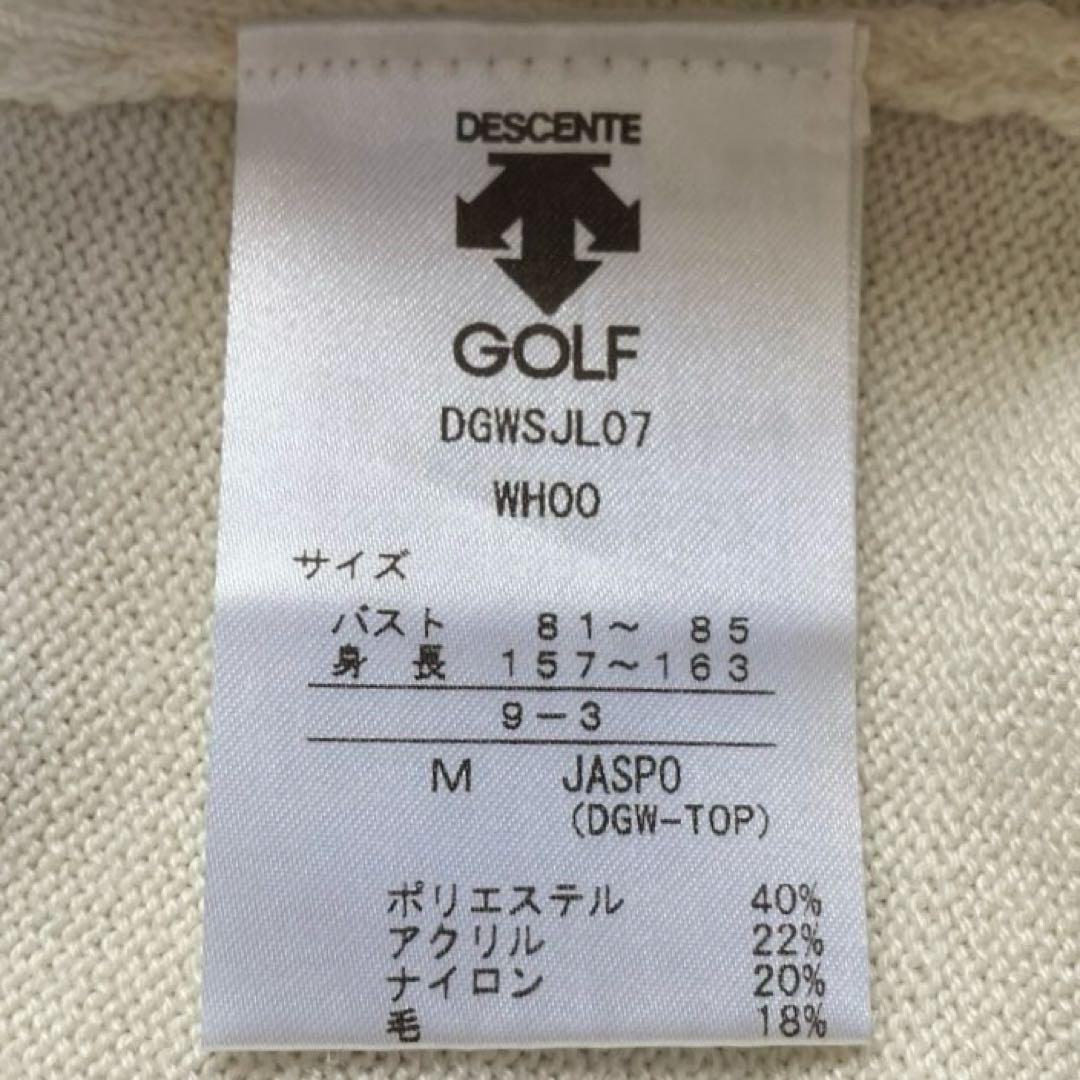 DESCENTE
GOLF
DGWSJL07
WH00
サイズ
バスト 81～ 85
身 長 157～163
9－3
M JASPO
(DGW-TOP)
ポリエステル 40%
アクリル 22%
ナイロン 20%
毛 18%